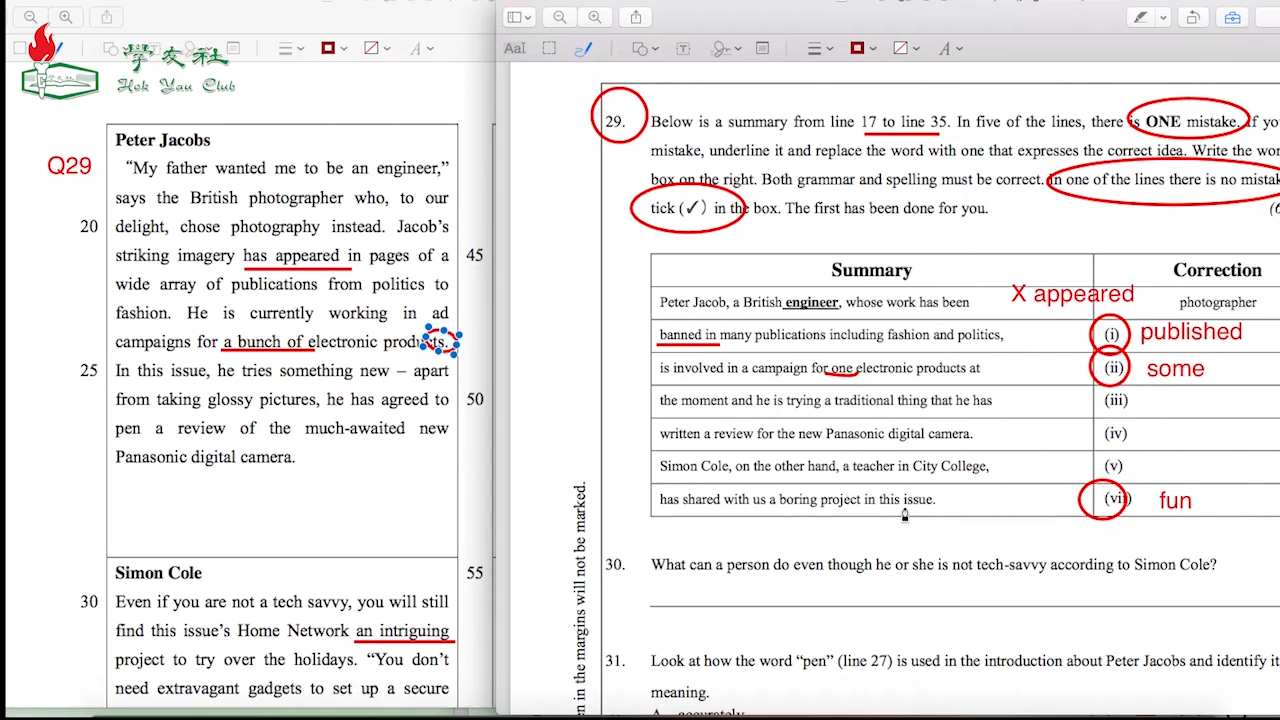 學友社
Hok Yau Club
Q29
Peter Jacobs
"My father wanted me to be an engineer,"
says the British photographer who, to our
20 delight, chose photography instead. Jacob's
striking imagery has appeared in pages of a 45
wide array of publications from politics to
fashion. He is currently working in ad
campaigns for a bunch of electronic products.
25 In this issue, he tries something new – apart
from taking glossy pictures, he has agreed to 50
pen a review of the much-awaited new
Panasonic digital camera.
Simon Cole 55
30 Even if you are not a tech savvy, you will still
find this issue's Home Network an intriguing
project to try over the holidays. "You don't
need extravagant gadgets to set up a secure
AaI
29. Below is a summary from line 17 to line 35. In five of the lines, there is ONE mistake. If yo
mistake, underline it and replace the word with one that expresses the correct idea. Write the wor
box on the right. Both grammar and spelling must be correct. In one of the lines there is no mistak
tick (✓) in the box. The first has been done for you. (6
Summary Correction
Peter Jacob, a British engineer, whose work has been X appeared photographer
banned in many publications including fashion and politics, (i) published
is involved in a campaign for one electronic products at (ii) some
the moment and he is trying a traditional thing that he has (iii)
written a review for the new Panasonic digital camera. (iv)
Simon Cole, on the other hand, a teacher in City College, (v)
has shared with us a boring project in this issue. (vii) fun
30. What can a person do even though he or she is not tech-savvy according to Simon Cole?
31. Look at how the word "pen" (line 27) is used in the introduction about Peter Jacobs and identify it
meaning.
A accurately
en in the margins will not be marked.